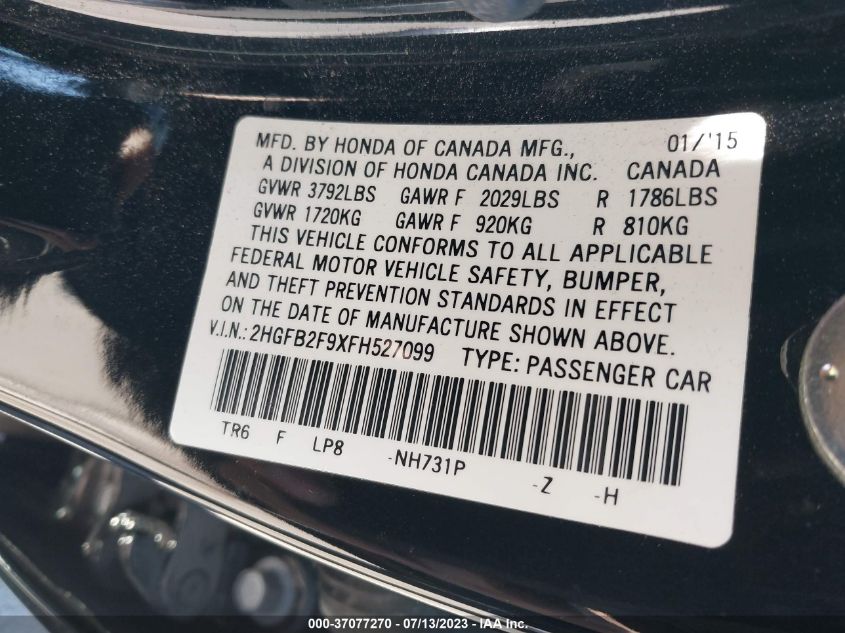 MFD. BY HONDA OF CANADA MFG., 01/'15
A DIVISION OF HONDA CANADA INC. CANADA
GVWR 3792LBS GAWR F 2029LBS R 1786LBS
GVWR 1720KG GAWR F 920KG R 810KG
THIS VEHICLE CONFORMS TO ALL APPLICABLE
FEDERAL MOTOR VEHICLE SAFETY, BUMPER,
AND THEFT PREVENTION STANDARDS IN EFFECT
ON THE DATE OF MANUFACTURE SHOWN ABOVE.
V.I.N.: 2HGFB2F9XFH527099 TYPE: PASSENGER CAR
TR6 F LP8 -NH731P -Z -H
000-37077270 - 07/13/2023 - IAA Inc.